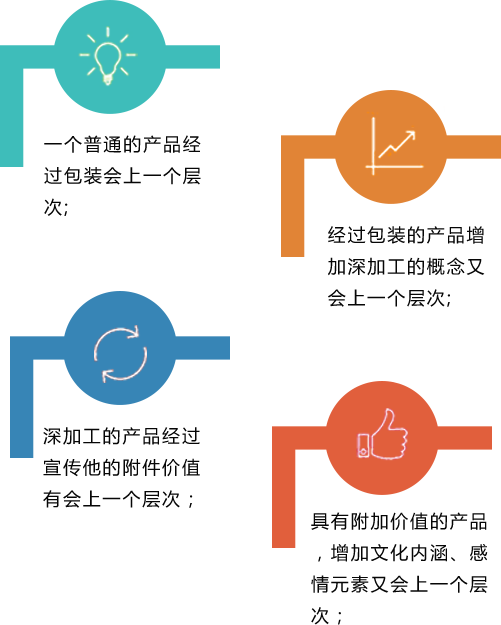 一个普通的产品经
过包装会上一个层
次;
经过包装的产品增
加深加工的概念又
会上一个层次;
深加工的产品经过
宣传他的附件价值
有会上一个层次；
具有附加价值的产品
，增加文化内涵、感
情元素又会上一个层
次；